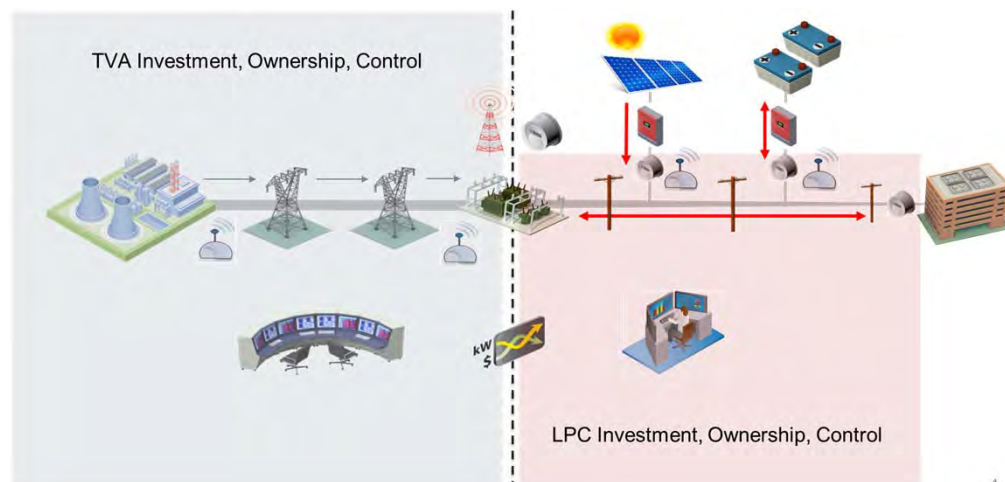 TVA Investment, Ownership, Control
kW
$
LPC Investment, Ownership, Control